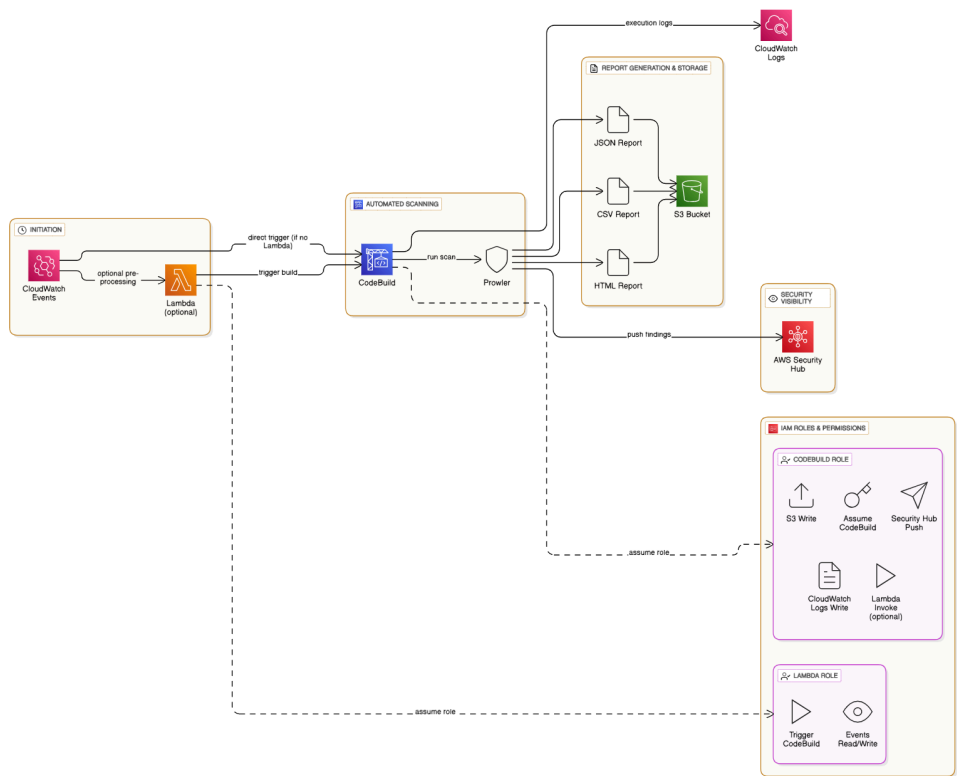 execution logs
CloudWatch
Logs
REPORT GENERATION & STORAGE
JSON Report
CSV Report
S3 Bucket
HTML Report
AUTOMATED SCANNING
run scan
CodeBuild
Prowler
INITIATION
direct trigger (if no
Lambda)
optional pre-
processing
trigger build
CloudWatch
Events
Lambda
(optional)
SECURITY
VISIBILITY
push findings
AWS Security
Hub
IAM ROLES & PERMISSIONS
CODEBUILD ROLE
S3 Write
Assume
CodeBuild
Security Hub
Push
assume role
CloudWatch
Logs Write
Lambda
Invoke
(optional)
LAMBDA ROLE
assume role
Trigger
CodeBuild
Events
Read/Write